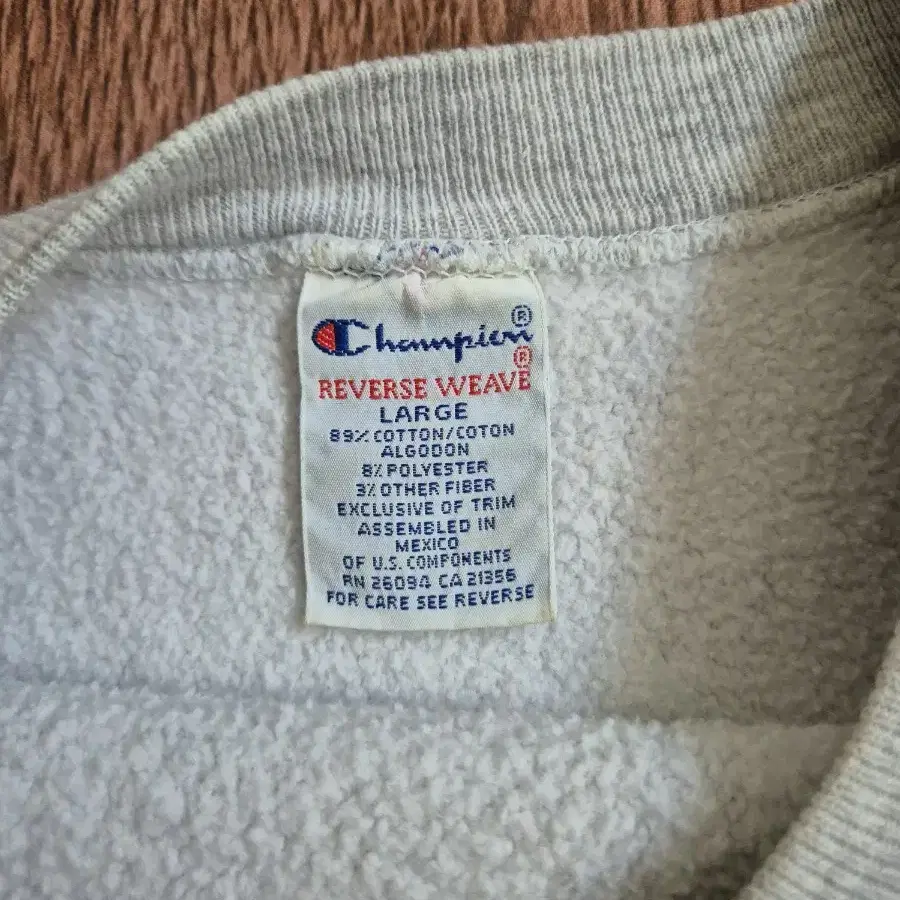 Champion®
REVERSE WEAVE®
LARGE
89% COTTON/COTON
ALGODON
8% POLYESTER
3% OTHER FIBER
EXCLUSIVE OF TRIM
ASSEMBLED IN
MEXICO
OF U.S. COMPONENTS
RN 26094 CA 21356
FOR CARE SEE REVERSE